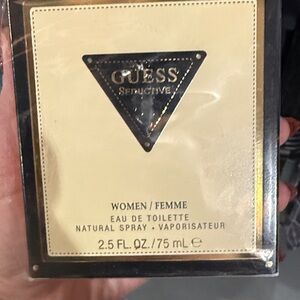 GUESS
SEDUCTIVE
WOMEN / FEMME
EAU DE TOILETTE
NATURAL SPRAY • VAPORISATEUR
2.5 FL. OZ./75 mL ℮